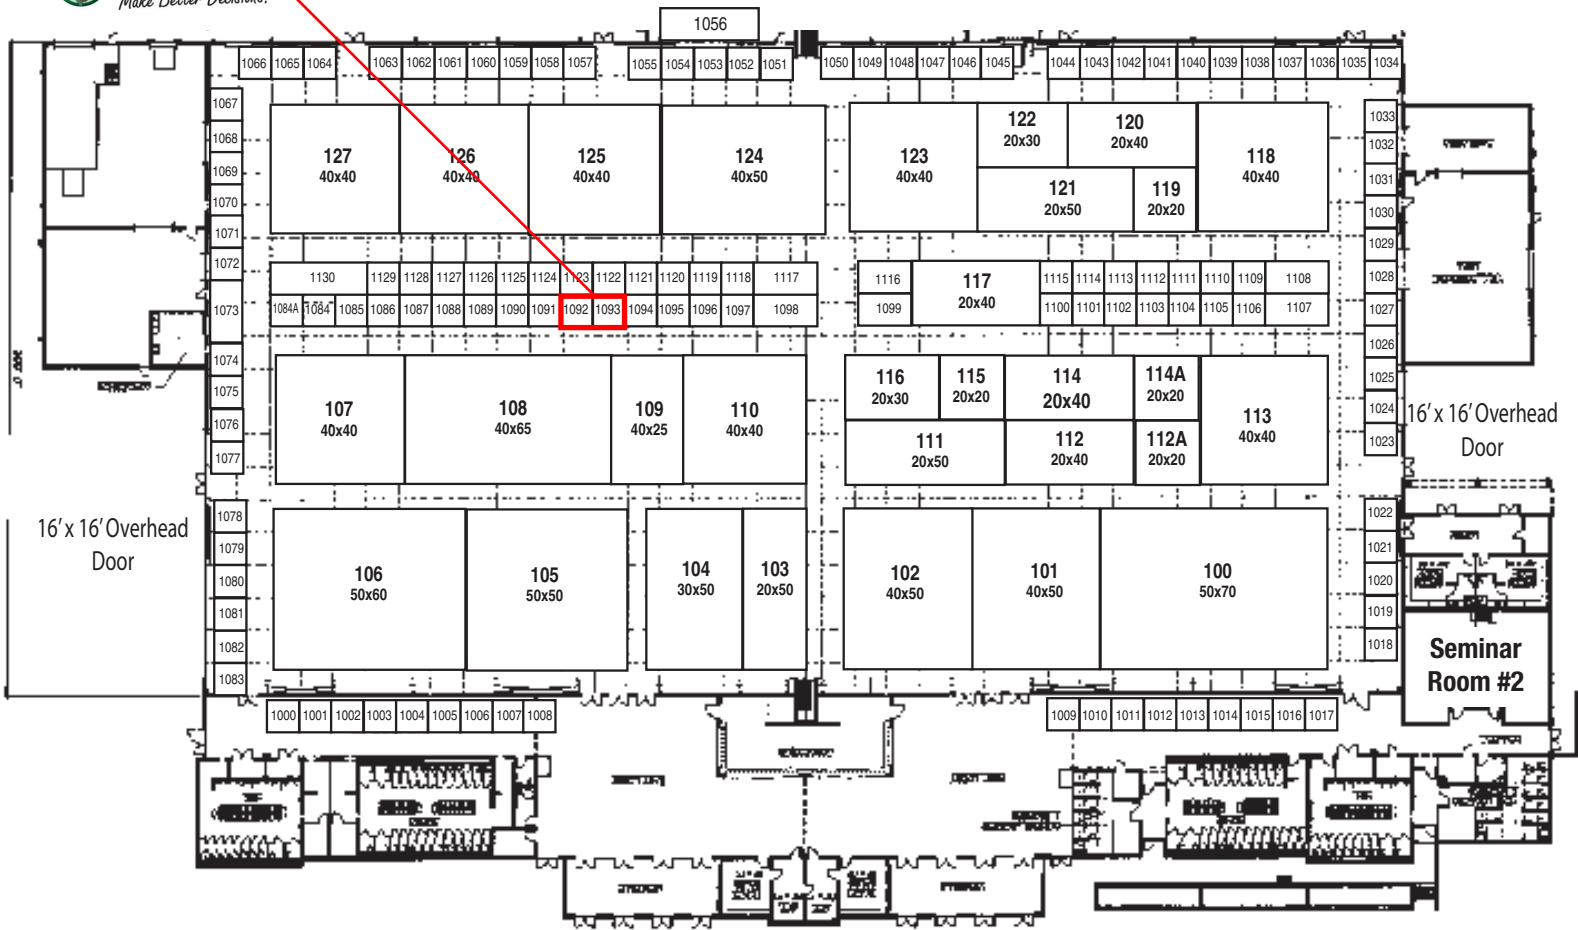 Make Better Decisions!
1056
1066 1065 1064 1063 1062 1061 1060 1059 1058 1057 1055 1054 1053 1052 1051 1050 1049 1048 1047 1046 1045 1044 1043 1042 1041 1040 1039 1038 1037 1036 1035 1034
1067
1068
1069
1070
1071
1072
1073
1074
1075
1076
1077
1078
1079
1080
1081
1082
1083
127
40x40
126
40x40
125
40x40
124
40x50
123
40x40
122
20x30
120
20x40
121
20x50
119
20x20
118
40x40
1033
1032
1031
1030
1029
1028
1027
1026
1025
1024
1023
1022
1021
1020
1019
1018
1130 1129 1128 1127 1126 1125 1124 1123 1122 1121 1120 1119 1118 1117
1084A 1084 1085 1086 1087 1088 1089 1090 1091 1092 1093 1094 1095 1096 1097 1098
1116
1099
117
20x40
1115 1114 1113 1112 1111 1110 1109 1108
1100 1101 1102 1103 1104 1105 1106 1107
107
40x40
108
40x65
109
40x25
110
40x40
116
20x30
115
20x20
114
20x40
114A
20x20
113
40x40
111
20x50
112
20x40
112A
20x20
16' x 16' Overhead
Door
16' x 16' Overhead
Door
106
50x60
105
50x50
104
30x50
103
20x50
102
40x50
101
40x50
100
50x70
Seminar
Room #2
1000 1001 1002 1003 1004 1005 1006 1007 1008
1009 1010 1011 1012 1013 1014 1015 1016 1017